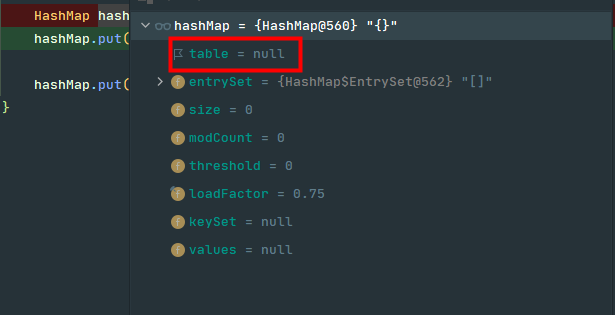 HashMap hash
hashMap.put(
hashMap.put(
}
hashMap = {HashMap@560} "{}"
table = null
entrySet = {HashMap$EntrySet@562} "[]"
size = 0
modCount = 0
threshold = 0
loadFactor = 0.75
keySet = null
values = null